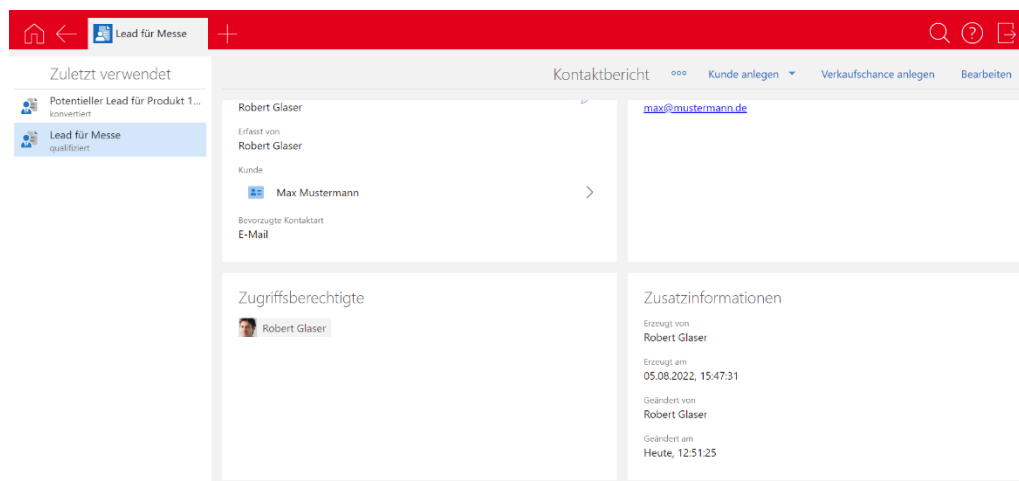 Lead für Messe
Zuletzt verwendet
Potentieller Lead für Produkt 1...
konvertiert
Lead für Messe
qualifiziert
Kontaktbericht
Kunde anlegen
Verkaufschance anlegen
Bearbeiten
Robert Glaser
Erfasst von
Robert Glaser
Kunde
Max Mustermann
Bevorzugte Kontaktart
E-Mail
max@mustermann.de
Zugriffsberechtigte
Robert Glaser
Zusatzinformationen
Erzeugt von
Robert Glaser
Erzeugt am
05.08.2022, 15:47:31
Geändert von
Robert Glaser
Geändert am
Heute, 12:51:25